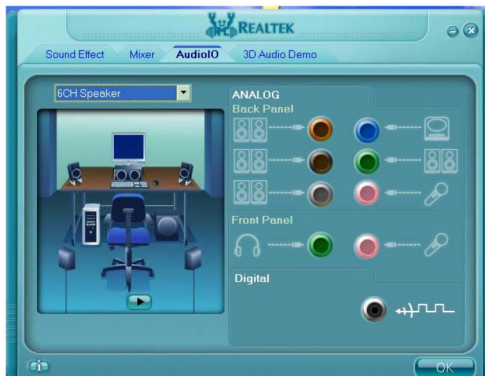 REALTEK
Sound Effect Mixer AudioIO 3D Audio Demo
6CH Speaker
ANALOG
Back Panel
Front Panel
Digital
OK